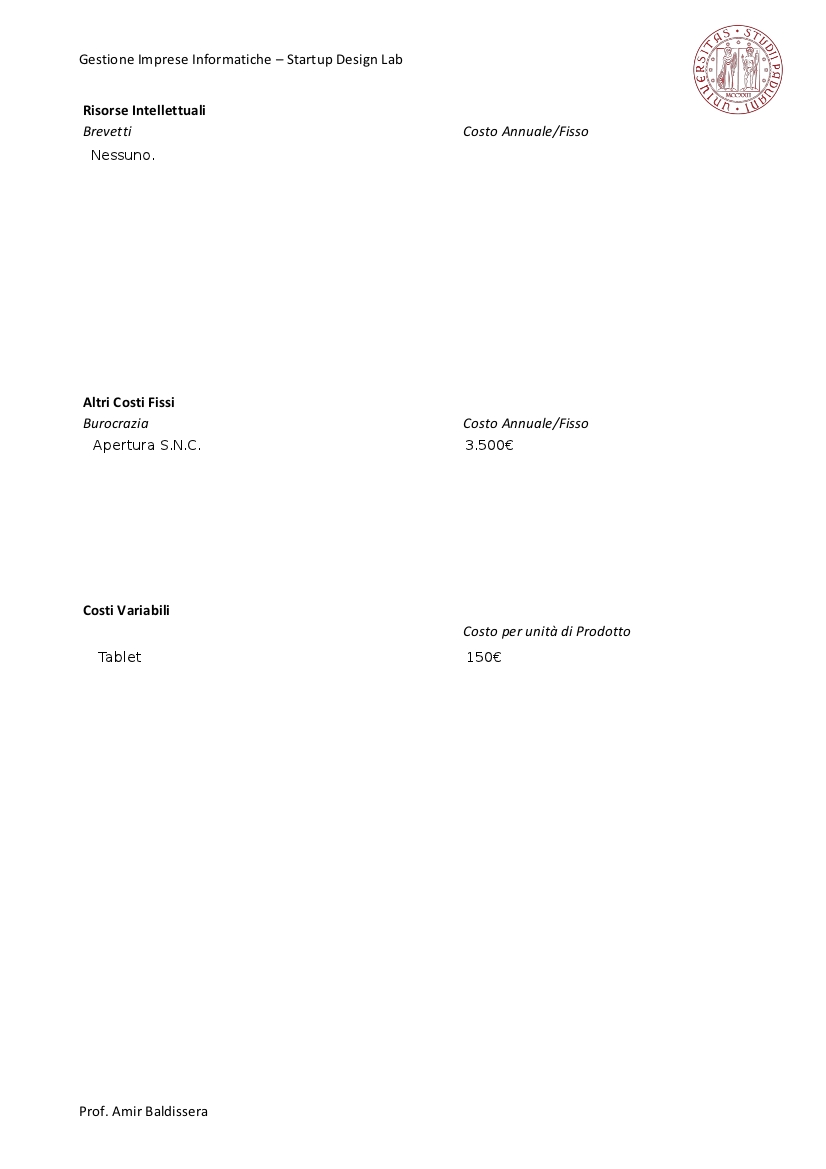 Gestione Imprese Informatiche – Startup Design Lab
UNIVERSITAS • STUDII PADUANI •
MCCXXII
Risorse Intellettuali
Brevetti Costo Annuale/Fisso
Nessuno.
Altri Costi Fissi
Burocrazia Costo Annuale/Fisso
Apertura S.N.C. 3.500€
Costi Variabili
Costo per unità di Prodotto
Tablet 150€
Prof. Amir Baldissera